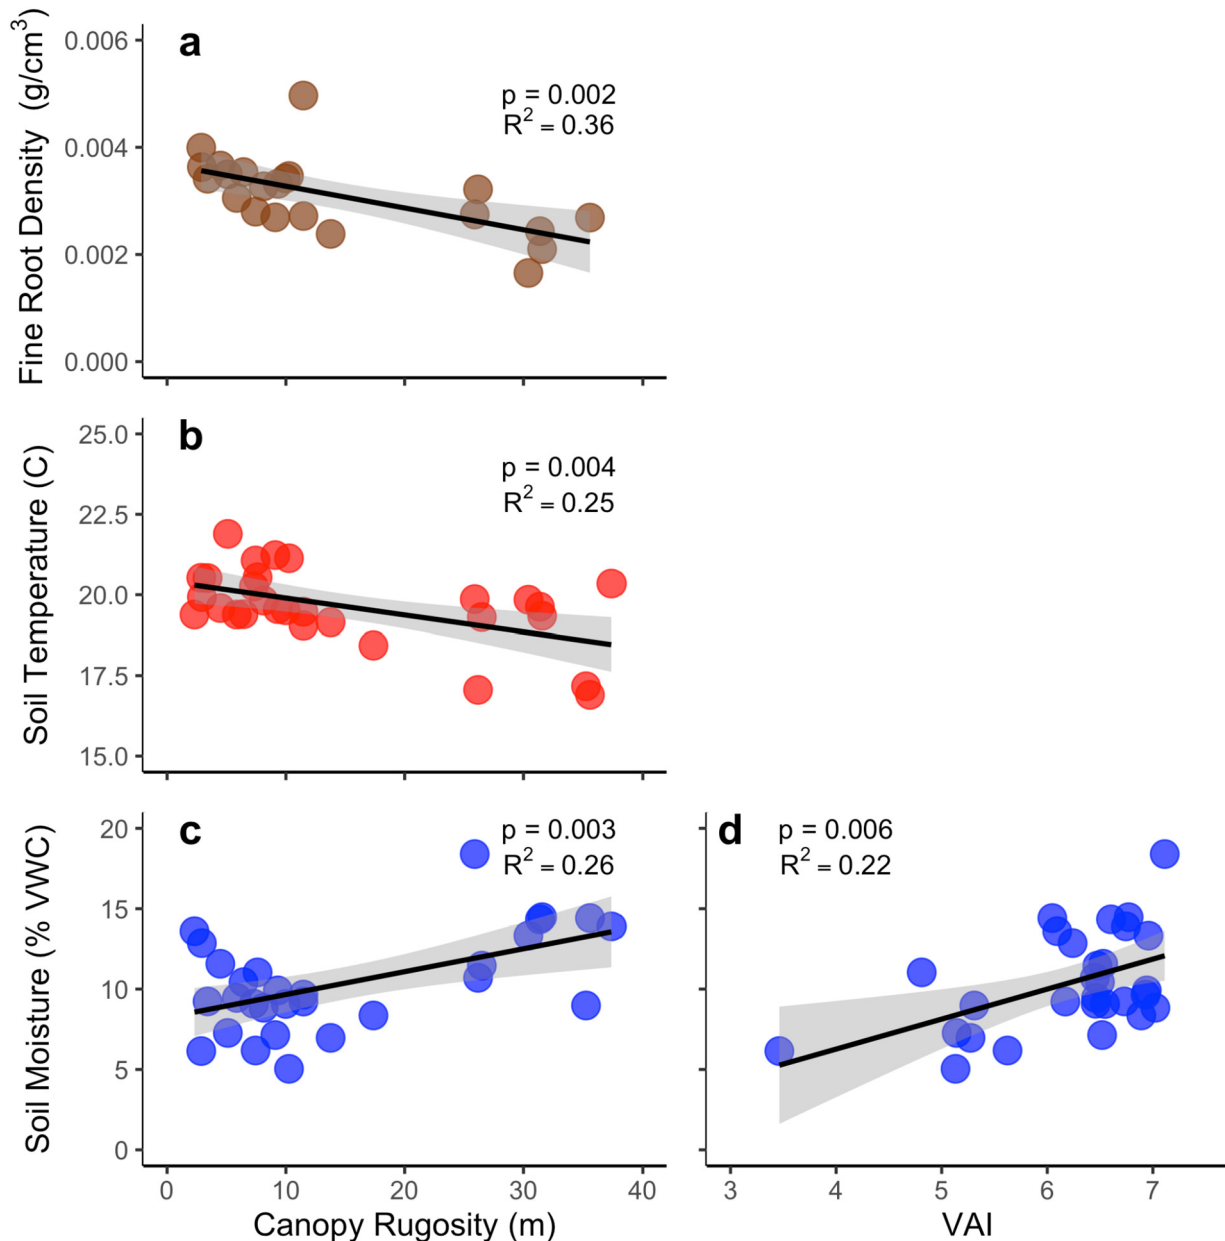 a
p = 0.002
R² = 0.36
Fine Root Density (g/cm³)
0.006
0.004
0.002
0.000
b
p = 0.004
R² = 0.25
Soil Temperature (C)
25.0
22.5
20.0
17.5
15.0
c
p = 0.003
R² = 0.26
Soil Moisture (% VWC)
20
15
10
5
0
0 10 20 30 40
Canopy Rugosity (m)
d
p = 0.006
R² = 0.22
3 4 5 6 7
VAI